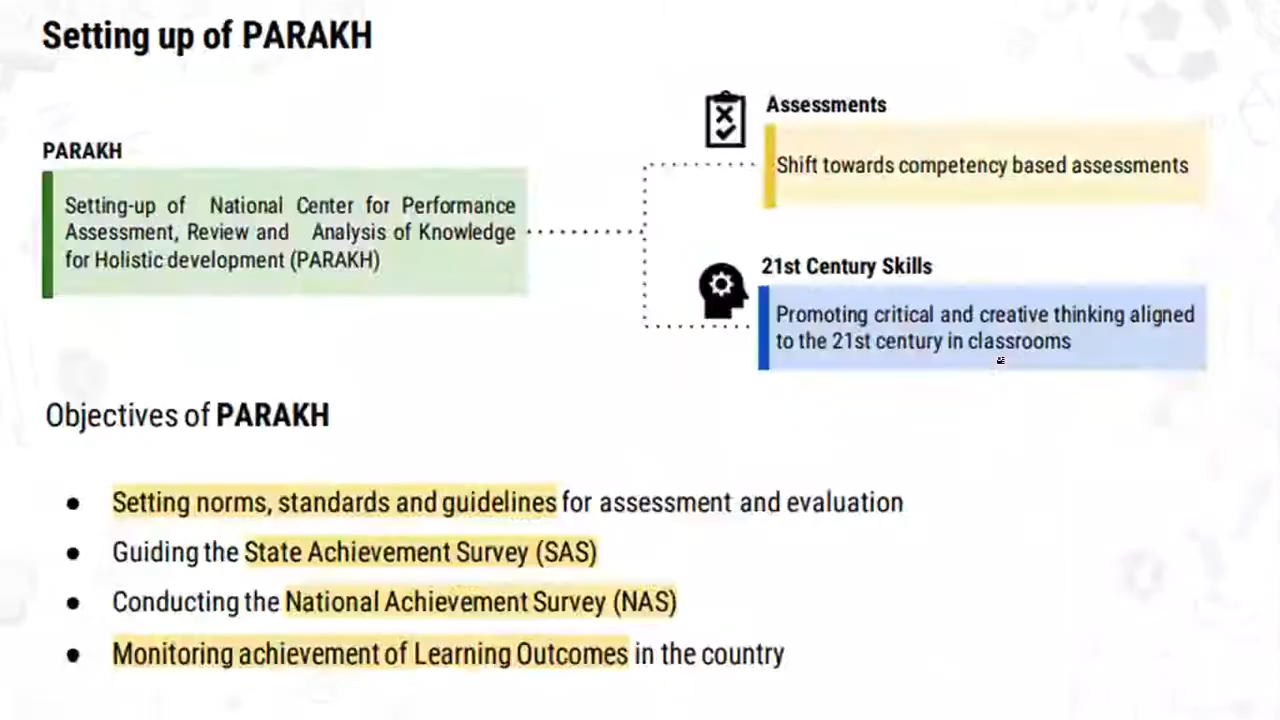 Setting up of PARAKH
PARAKH
Setting-up of National Center for Performance
Assessment, Review and Analysis of Knowledge
for Holistic development (PARAKH)
Assessments
Shift towards competency based assessments
21st Century Skills
Promoting critical and creative thinking aligned
to the 21st century in classrooms
Objectives of PARAKH
● Setting norms, standards and guidelines for assessment and evaluation
● Guiding the State Achievement Survey (SAS)
● Conducting the National Achievement Survey (NAS)
● Monitoring achievement of Learning Outcomes in the country